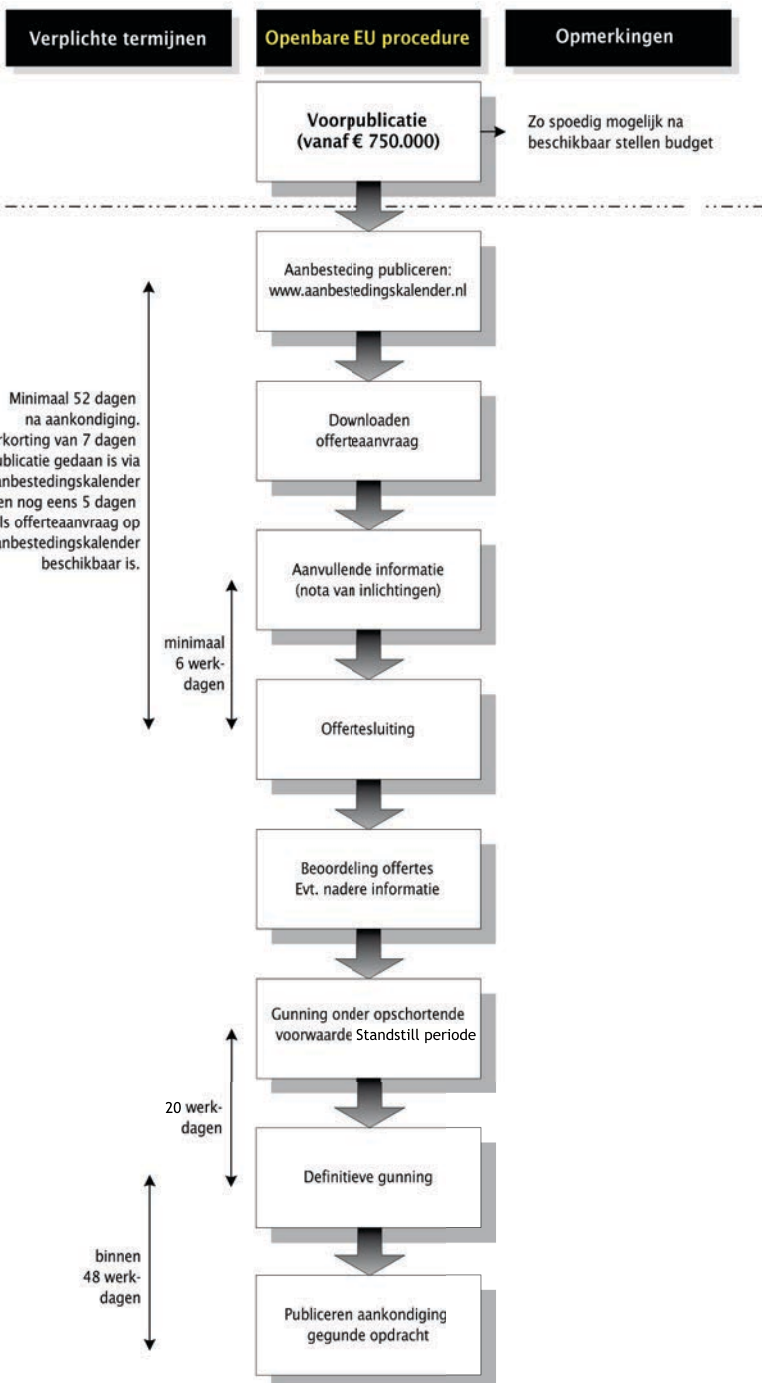 Verplichte termijnen
Openbare EU procedure
Opmerkingen
Voorpublicatie
(vanaf € 750.000)
Zo spoedig mogelijk na
beschikbaar stellen budget
Aanbesteding publiceren:
www.aanbestedingskalender.nl
Minimaal 52 dagen
na aankondiging.
rkorting van 7 dagen
ublicatie gedaan is via
anbestedingskalender
en nog eens 5 dagen
ls offerteaanvraag op
anbestedingskalender
beschikbaar is.
Downloaden
offerteaanvraag
Aanvullende informatie
(nota van inlichtingen)
minimaal
6 werk-
dagen
Offertesluiting
Beoordeling offertes
Evt. nadere informatie
Gunning onder opschortende
voorwaarde Standstill periode
20 werk-
dagen
Definitieve gunning
binnen
48 werk-
dagen
Publiceren aankondiging
gegunde opdracht